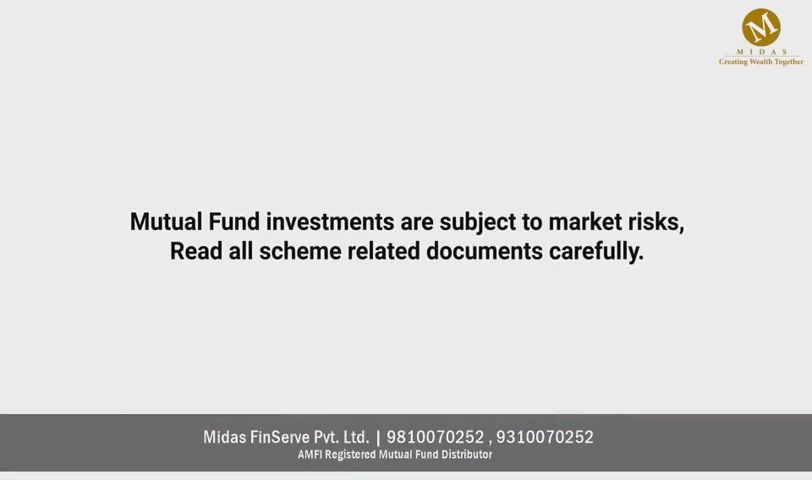 M
MIDAS
Creating Wealth Together
Mutual Fund investments are subject to market risks,
Read all scheme related documents carefully.
Midas FinServe Pvt. Ltd. | 9810070252 , 9310070252
AMFI Registered Mutual Fund Distributor